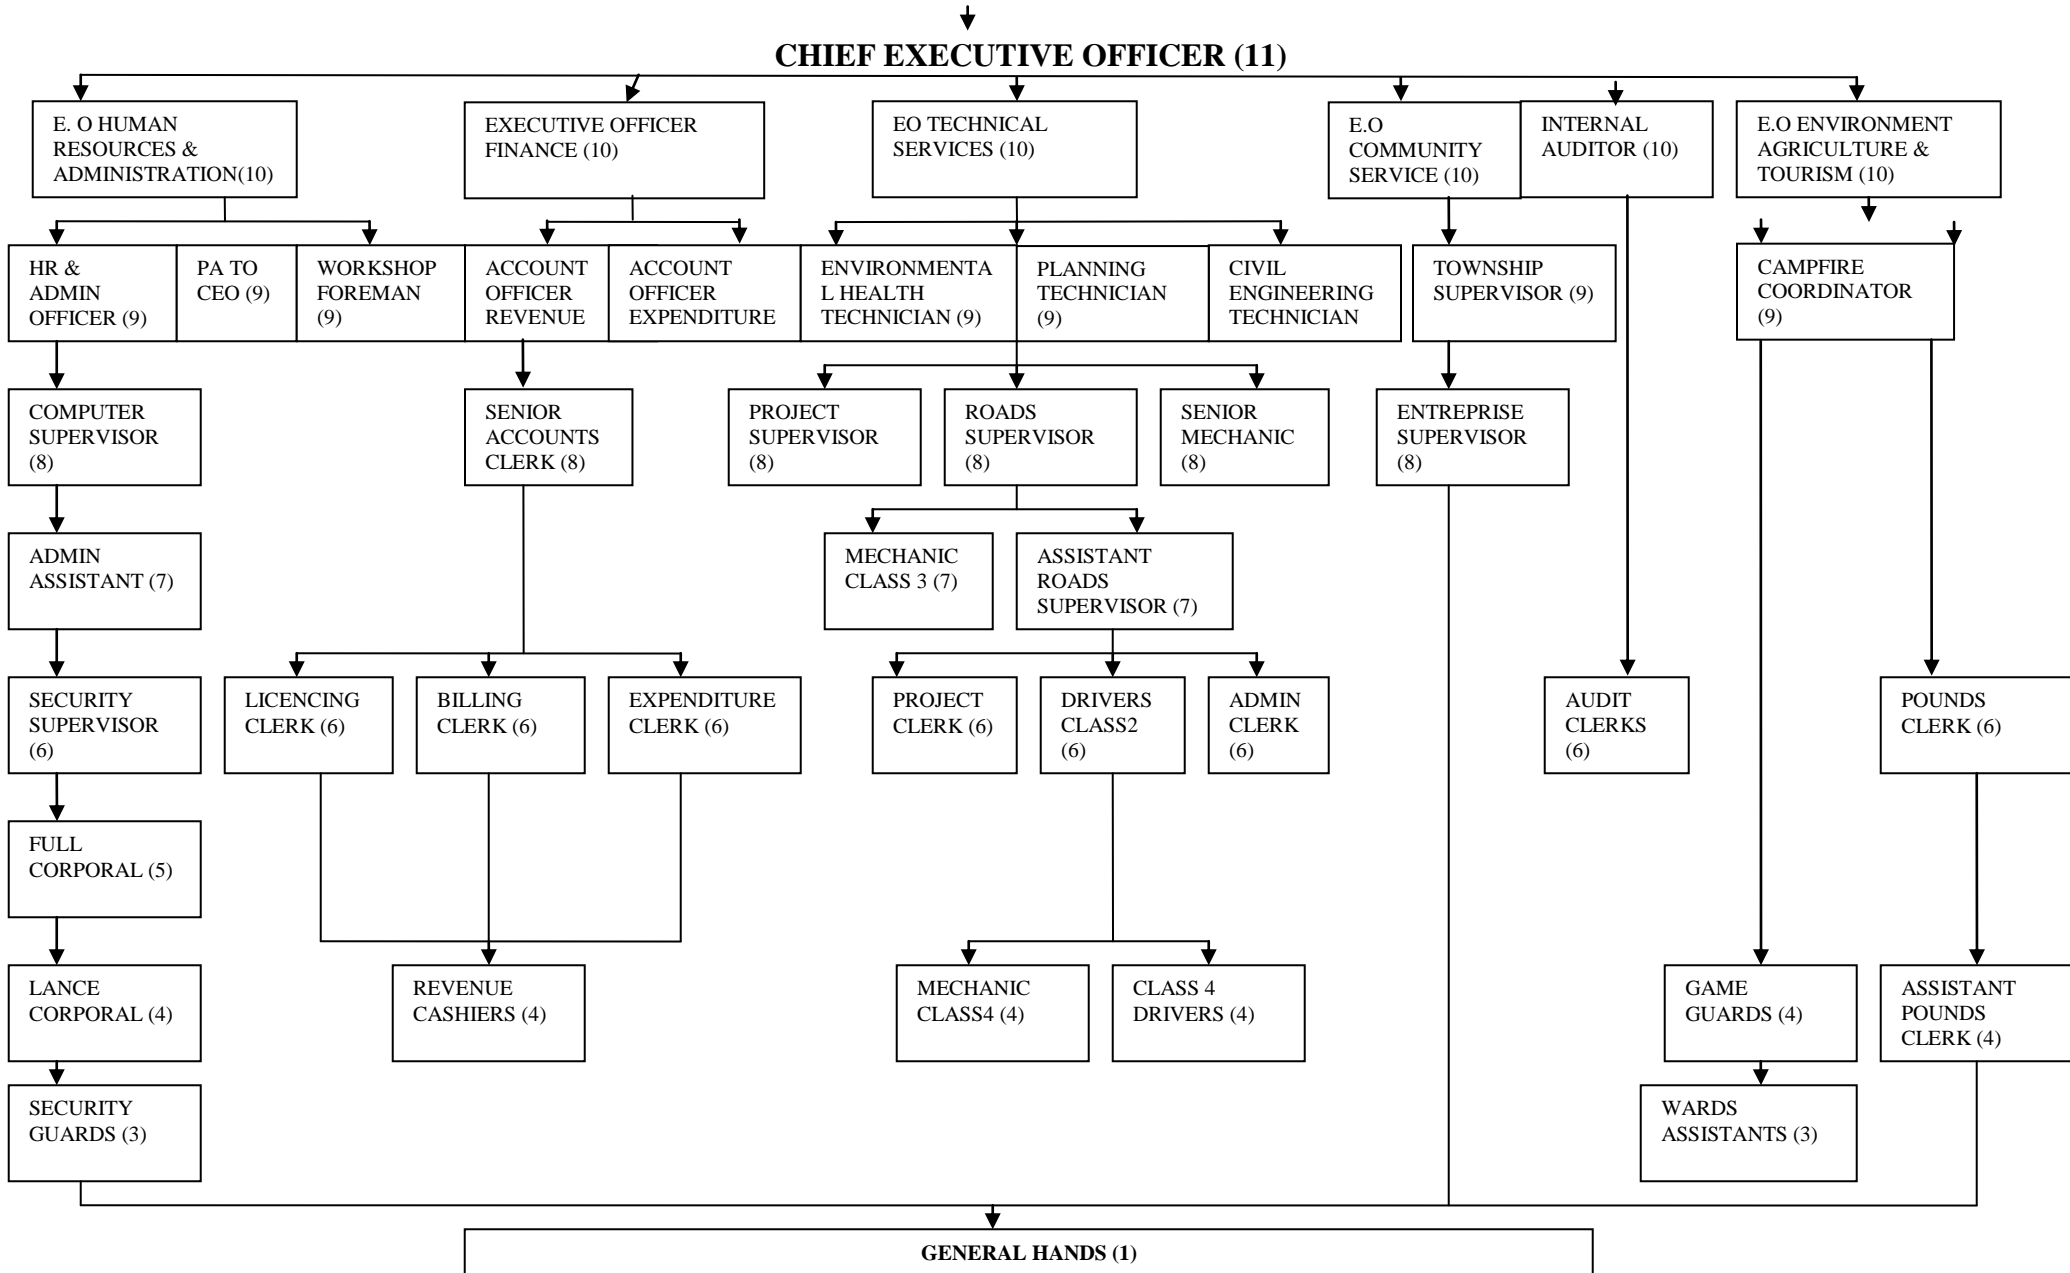 CHIEF EXECUTIVE OFFICER (11)
E. O HUMAN
RESOURCES &
ADMINISTRATION(10)
EXECUTIVE OFFICER
FINANCE (10)
EO TECHNICAL
SERVICES (10)
E.O
COMMUNITY
SERVICE (10)
INTERNAL
AUDITOR (10)
E.O ENVIRONMENT
AGRICULTURE &
TOURISM (10)
HR &
ADMIN
OFFICER (9)
PA TO
CEO (9)
WORKSHOP
FOREMAN
(9)
ACCOUNT
OFFICER
REVENUE
ACCOUNT
OFFICER
EXPENDITURE
ENVIRONMENTA
L HEALTH
TECHNICIAN (9)
PLANNING
TECHNICIAN
(9)
CIVIL
ENGINEERING
TECHNICIAN
TOWNSHIP
SUPERVISOR (9)
CAMPFIRE
COORDINATOR
(9)
COMPUTER
SUPERVISOR
(8)
SENIOR
ACCOUNTS
CLERK (8)
PROJECT
SUPERVISOR
(8)
ROADS
SUPERVISOR
(8)
SENIOR
MECHANIC
(8)
ENTREPRISE
SUPERVISOR
(8)
ADMIN
ASSISTANT (7)
MECHANIC
CLASS 3 (7)
ASSISTANT
ROADS
SUPERVISOR (7)
SECURITY
SUPERVISOR
(6)
LICENCING
CLERK (6)
BILLING
CLERK (6)
EXPENDITURE
CLERK (6)
PROJECT
CLERK (6)
DRIVERS
CLASS2
(6)
ADMIN
CLERK
(6)
AUDIT
CLERKS
(6)
POUNDS
CLERK (6)
FULL
CORPORAL (5)
LANCE
CORPORAL (4)
REVENUE
CASHIERS (4)
MECHANIC
CLASS4 (4)
CLASS 4
DRIVERS (4)
GAME
GUARDS (4)
ASSISTANT
POUNDS
CLERK (4)
SECURITY
GUARDS (3)
WARDS
ASSISTANTS (3)
GENERAL HANDS (1)